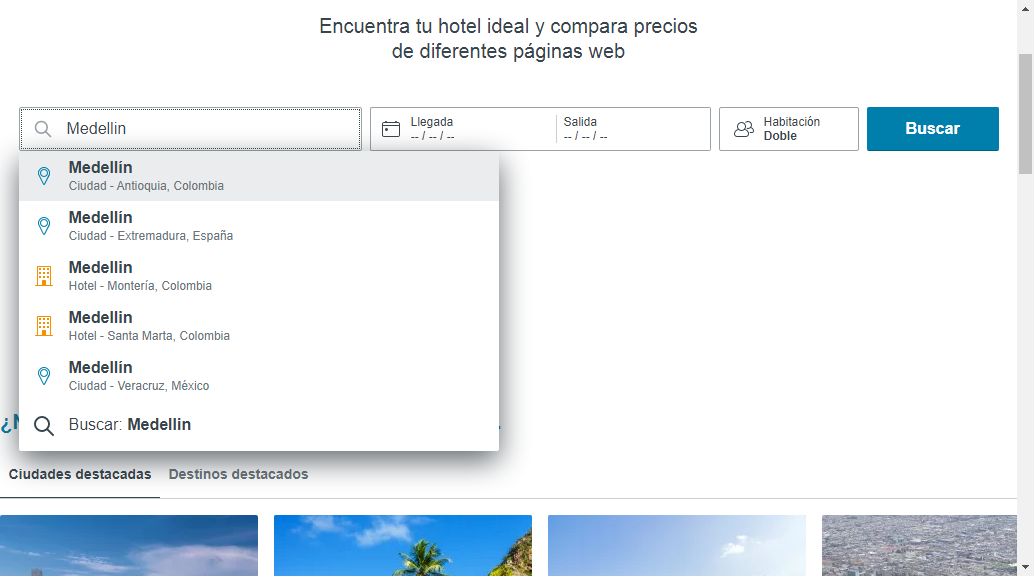 Encuentra tu hotel ideal y compara precios
de diferentes páginas web
Medellin
Llegada
-- / -- / --
Salida
-- / -- / --
Habitación
Doble
Buscar
Medellín
Ciudad - Antioquia, Colombia
Medellín
Ciudad - Extremadura, España
Medellin
Hotel - Montería, Colombia
Medellin
Hotel - Santa Marta, Colombia
Medellín
Ciudad - Veracruz, México
Buscar: Medellin
Ciudades destacadas
Destinos destacados